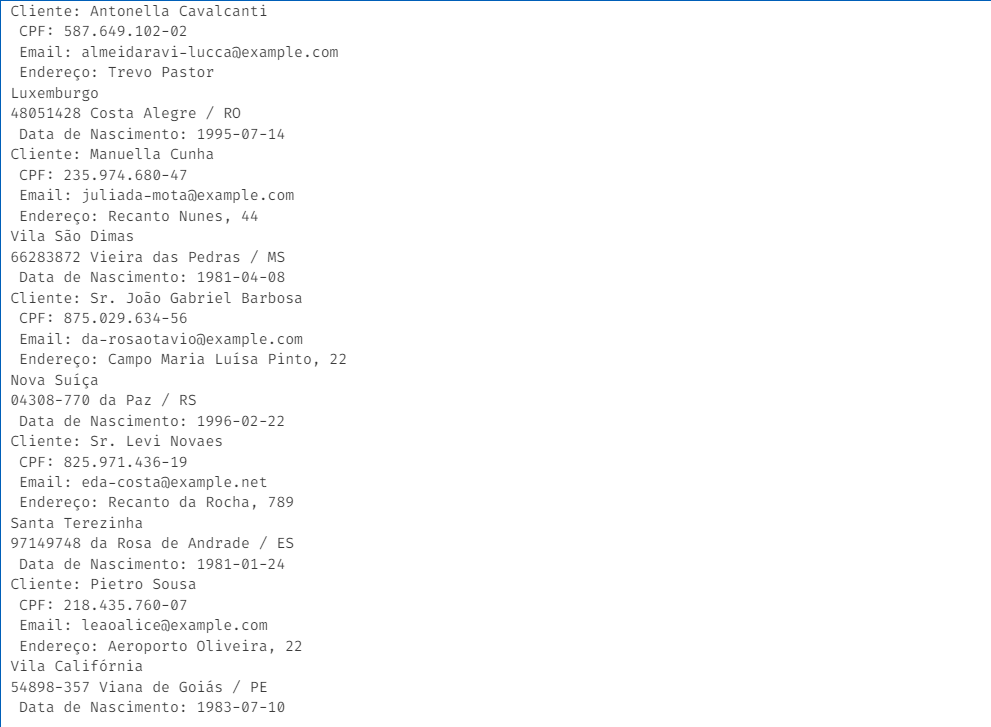 Cliente: Antonella Cavalcanti
CPF: 587.649.102-02
Email: almeidaravi-lucca@example.com
Endereço: Trevo Pastor
Luxemburgo
48051428 Costa Alegre / RO
Data de Nascimento: 1995-07-14
Cliente: Manuella Cunha
CPF: 235.974.680-47
Email: juliada-mota@example.com
Endereço: Recanto Nunes, 44
Vila São Dimas
66283872 Vieira das Pedras / MS
Data de Nascimento: 1981-04-08
Cliente: Sr. João Gabriel Barbosa
CPF: 875.029.634-56
Email: da-rosaotavio@example.com
Endereço: Campo Maria Luísa Pinto, 22
Nova Suíça
04308-770 da Paz / RS
Data de Nascimento: 1996-02-22
Cliente: Sr. Levi Novaes
CPF: 825.971.436-19
Email: eda-costa@example.net
Endereço: Recanto da Rocha, 789
Santa Terezinha
97149748 da Rosa de Andrade / ES
Data de Nascimento: 1981-01-24
Cliente: Pietro Sousa
CPF: 218.435.760-07
Email: leaoalice@example.com
Endereço: Aeroporto Oliveira, 22
Vila Califórnia
54898-357 Viana de Goiás / PE
Data de Nascimento: 1983-07-10